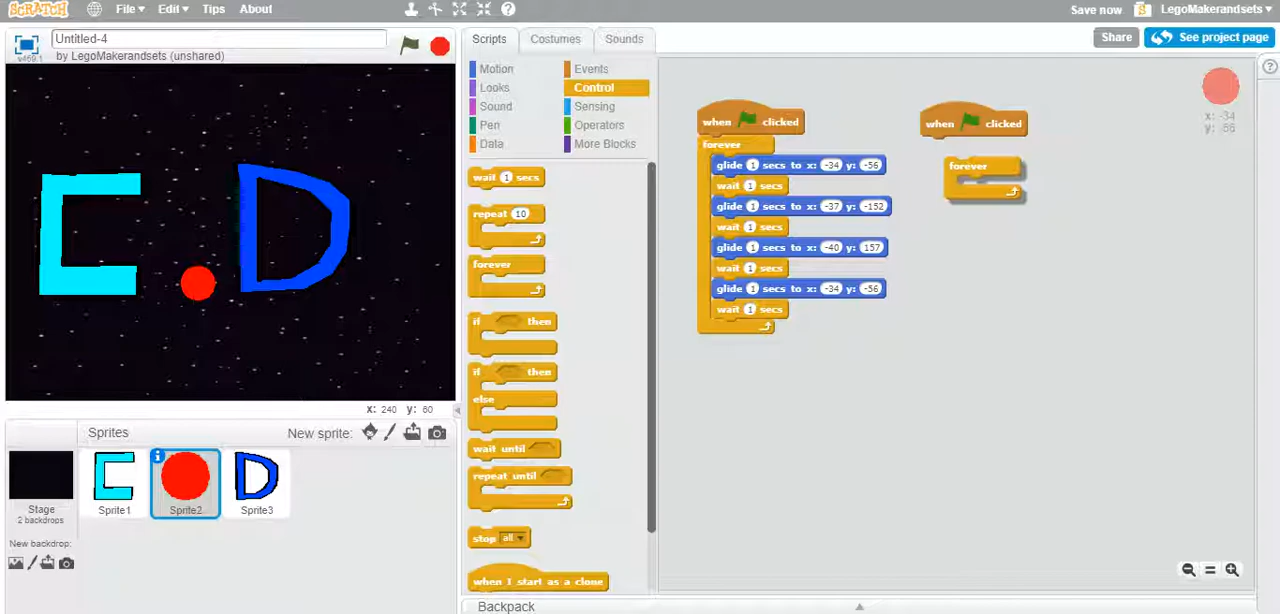 SCRATCH File▼ Edit▼ Tips About Save now S LegoMakerandsets▼
Untitled-4
by LegoMakerandsets (unshared)
v460.1
Scripts Costumes Sounds
Share See project page
Motion Events
Looks Control
Sound Sensing
Pen Operators
Data More Blocks
wait 1 secs
repeat 10
forever
if then
if then
else
wait until
repeat until
stop all
when I start as a clone
Backpack
when clicked
forever
glide 1 secs to x: -34 y: -56
wait 1 secs
glide 1 secs to x: -37 y: -152
wait 1 secs
glide 1 secs to x: -40 y: 157
wait 1 secs
glide 1 secs to x: -34 y: -56
wait 1 secs
when clicked
forever
x: -34
y: -56
C D
x: 240 y: 60
Sprites New sprite:
Stage
2 backdrops
New backdrop:
Sprite1
Sprite2
Sprite3